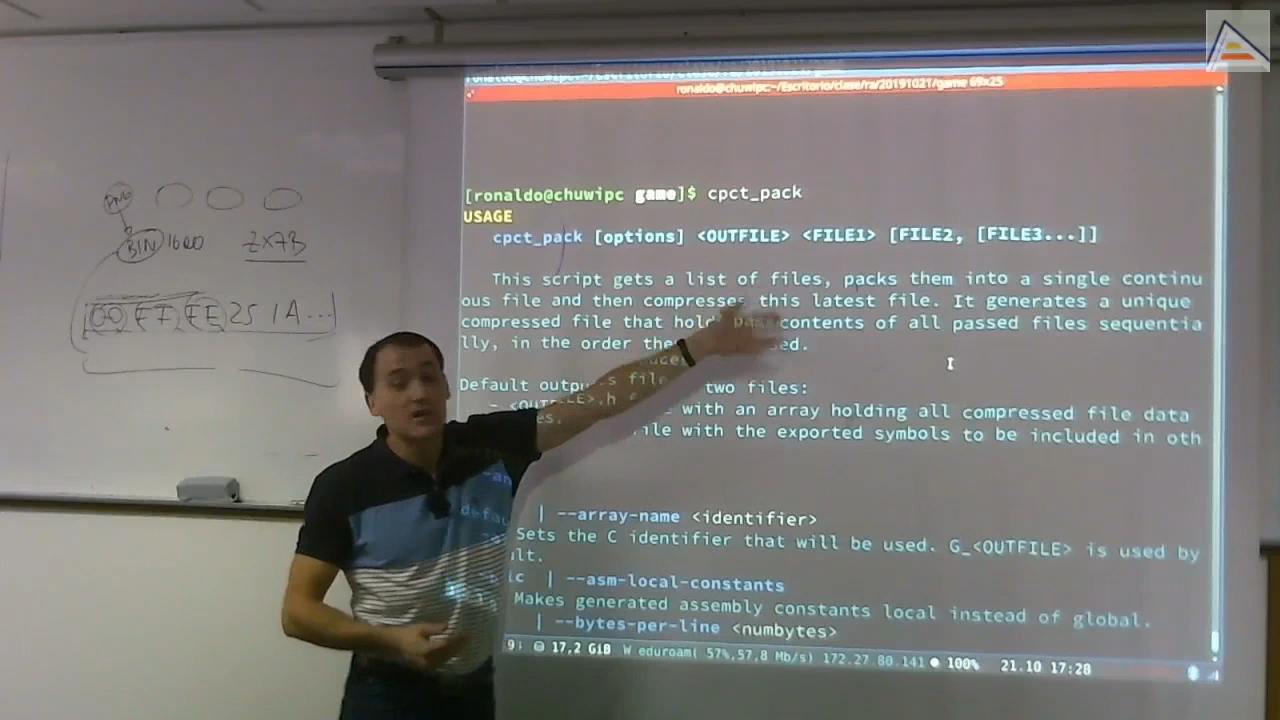 ronaldo@chuwipc:~/Escritorio/clase/ra/20191021/game 69x25
[ronaldo@chuwipc game]$ cpct_pack
USAGE
cpct_pack [options] <OUTFILE> <FILE1> [FILE2, [FILE3...]]
This script gets a list of files, packs them into a single continu
ous file and then compresses this latest file. It generates a unique
compressed file that contents of all passed files sequentia
lly, in the order
Default two files:
<OUTFILE>.h with an array holding all compressed file data
with the exported symbols to be included in oth
| --array-name <identifier>
Sets the C identifier that will be used. G_<OUTFILE> is used by
ult.
| --asm-local-constants
Makes generated assembly constants local instead of global.
| --bytes-per-line <numbytes>
17,2 GiB W eduroam( 57%,57,8 Mb/s) 172.27.80.141 100% 21.10 17:28
PNG
BIN 1600 ZX7B
00 FF FE 25 1A...